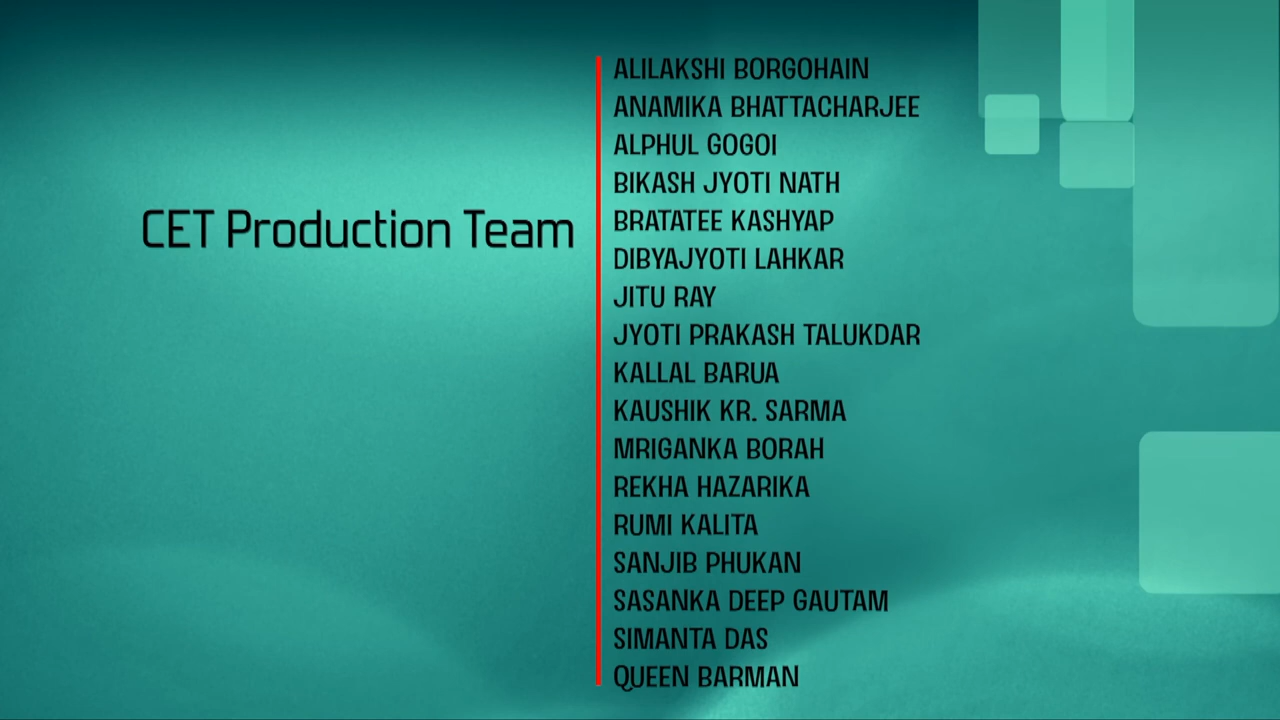 CET Production Team
ALILAKSHI BORGOHAIN
ANAMIKA BHATTACHARJEE
ALPHUL GOGOI
BIKASH JYOTI NATH
BRATATEE KASHYAP
DIBYAJYOTI LAHKAR
JITU RAY
JYOTI PRAKASH TALUKDAR
KALLAL BARUA
KAUSHIK KR. SARMA
MRIGANKA BORAH
REKHA HAZARIKA
RUMI KALITA
SANJIB PHUKAN
SASANKA DEEP GAUTAM
SIMANTA DAS
QUEEN BARMAN